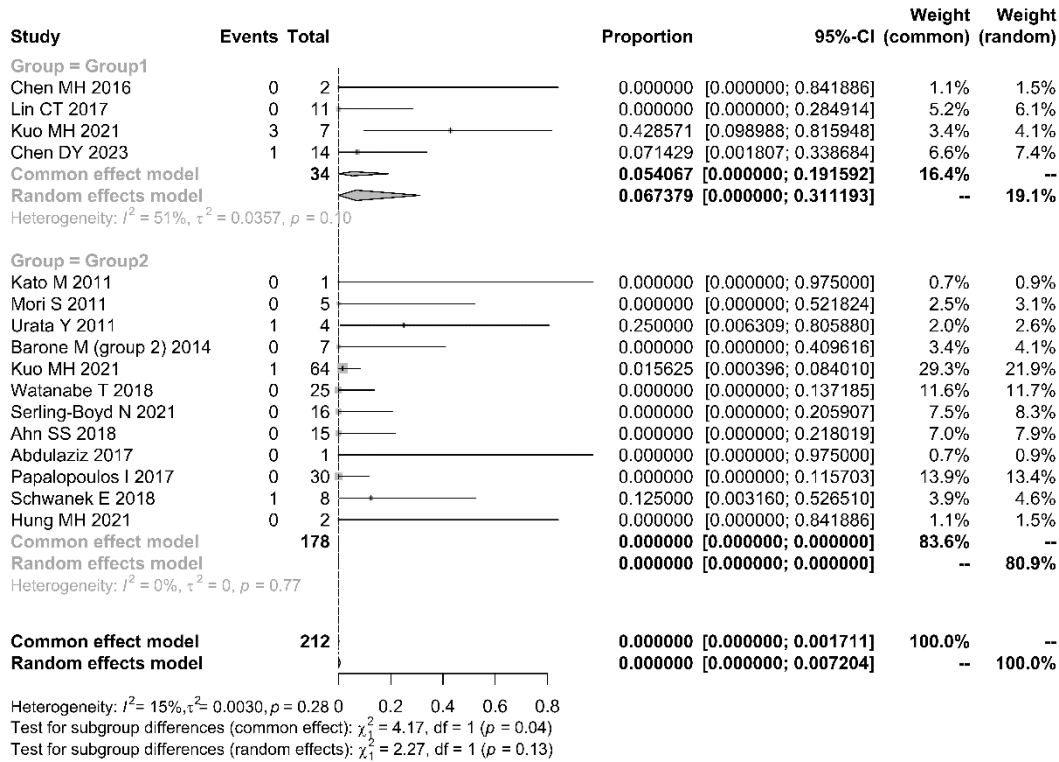 Weight Weight
Study Events Total Proportion 95%-CI (common) (random)
Group = Group1
Chen MH 2016 0 2 0.000000 [0.000000; 0.841886] 1.1% 1.5%
Lin CT 2017 0 11 0.000000 [0.000000; 0.284914] 5.2% 6.1%
Kuo MH 2021 3 7 0.428571 [0.098988; 0.815948] 3.4% 4.1%
Chen DY 2023 1 14 0.071429 [0.001807; 0.338684] 6.6% 7.4%
Common effect model 34 0.054067 [0.000000; 0.191592] 16.4% --
Random effects model 0.067379 [0.000000; 0.311193] -- 19.1%
Heterogeneity: I² = 51%, τ² = 0.0357, p = 0.10
Group = Group2
Kato M 2011 0 1 0.000000 [0.000000; 0.975000] 0.7% 0.9%
Mori S 2011 0 5 0.000000 [0.000000; 0.521824] 2.5% 3.1%
Urata Y 2011 1 4 0.250000 [0.006309; 0.805880] 2.0% 2.6%
Barone M (group 2) 2014 0 7 0.000000 [0.000000; 0.409616] 3.4% 4.1%
Kuo MH 2021 1 64 0.015625 [0.000396; 0.084010] 29.3% 21.9%
Watanabe T 2018 0 25 0.000000 [0.000000; 0.137185] 11.6% 11.7%
Serling-Boyd N 2021 0 16 0.000000 [0.000000; 0.205907] 7.5% 8.3%
Ahn SS 2018 0 15 0.000000 [0.000000; 0.218019] 7.0% 7.9%
Abdulaziz 2017 0 1 0.000000 [0.000000; 0.975000] 0.7% 0.9%
Papalopoulos I 2017 0 30 0.000000 [0.000000; 0.115703] 13.9% 13.4%
Schwanek E 2018 1 8 0.125000 [0.003160; 0.526510] 3.9% 4.6%
Hung MH 2021 0 2 0.000000 [0.000000; 0.841886] 1.1% 1.5%
Common effect model 178 0.000000 [0.000000; 0.000000] 83.6% --
Random effects model 0.000000 [0.000000; 0.000000] -- 80.9%
Heterogeneity: I² = 0%, τ² = 0, p = 0.77
Common effect model 212 0.000000 [0.000000; 0.001711] 100.0% --
Random effects model 0.000000 [0.000000; 0.007204] -- 100.0%
Heterogeneity: I² = 15%, τ² = 0.0030, p = 0.28 0 0.2 0.4 0.6 0.8
Test for subgroup differences (common effect): χ₁² = 4.17, df = 1 (p = 0.04)
Test for subgroup differences (random effects): χ₁² = 2.27, df = 1 (p = 0.13)